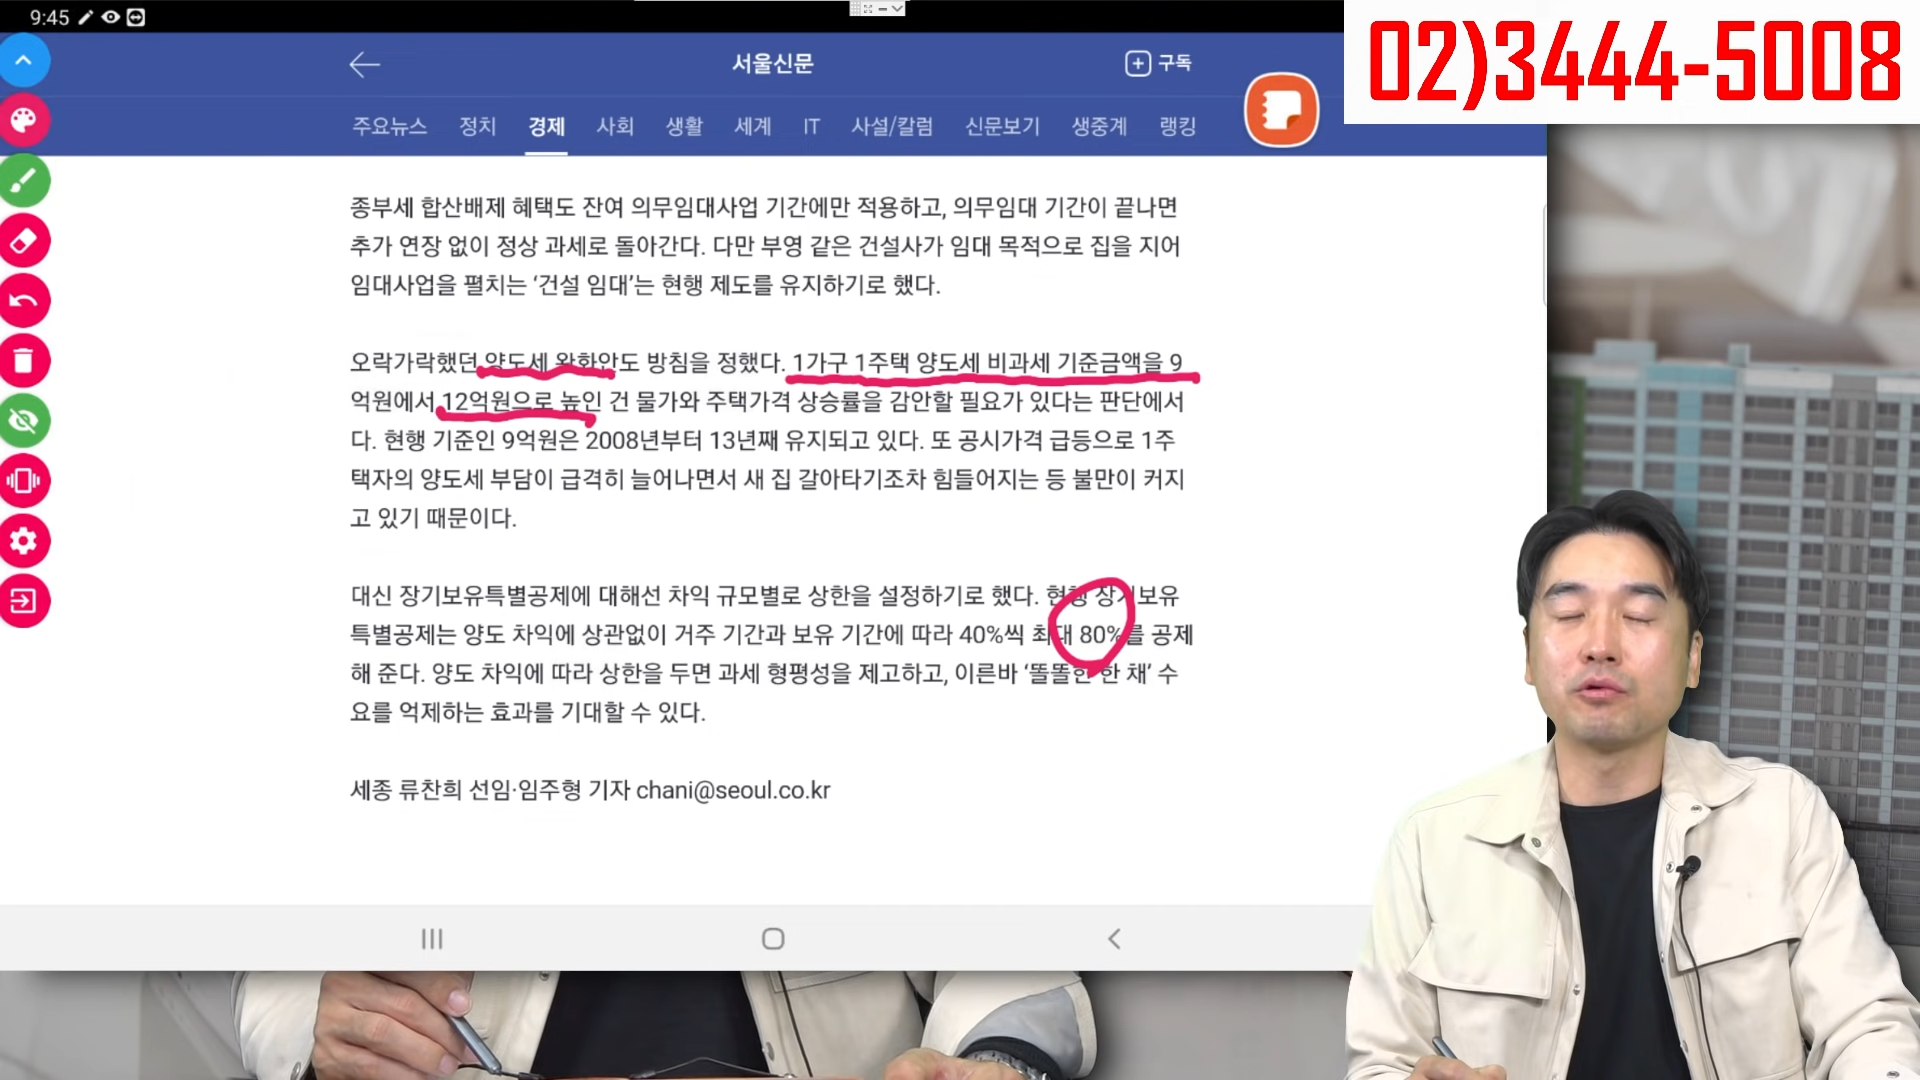 9:45
02)3444-5008
서울신문
구독
주요뉴스 정치 경제 사회 생활 세계 IT 사설/칼럼 신문보기 생중계 랭킹
종부세 합산배제 혜택도 잔여 의무임대사업 기간에만 적용하고, 의무임대 기간이 끝나면
추가 연장 없이 정상 과세로 돌아간다. 다만 부영 같은 건설사가 임대 목적으로 집을 지어
임대사업을 펼치는 ‘건설 임대’는 현행 제도를 유지하기로 했다.
오락가락했던 양도세 완화안도 방침을 정했다. 1가구 1주택 양도세 비과세 기준금액을 9
억원에서 12억원으로 높인 건 물가와 주택가격 상승률을 감안할 필요가 있다는 판단에서
다. 현행 기준인 9억원은 2008년부터 13년째 유지되고 있다. 또 공시가격 급등으로 1주
택자의 양도세 부담이 급격히 늘어나면서 새 집 갈아타기조차 힘들어지는 등 불만이 커지
고 있기 때문이다.
대신 장기보유특별공제에 대해선 차익 규모별로 상한을 설정하기로 했다. 현행 장기보유
특별공제는 양도 차익에 상관없이 거주 기간과 보유 기간에 따라 40%씩 최대 80%를 공제
해 준다. 양도 차익에 따라 상한을 두면 과세 형평성을 제고하고, 이른바 ‘똘똘한 한 채’ 수
요를 억제하는 효과를 기대할 수 있다.
세종 류찬희 선임·임주형 기자 chani@seoul.co.kr